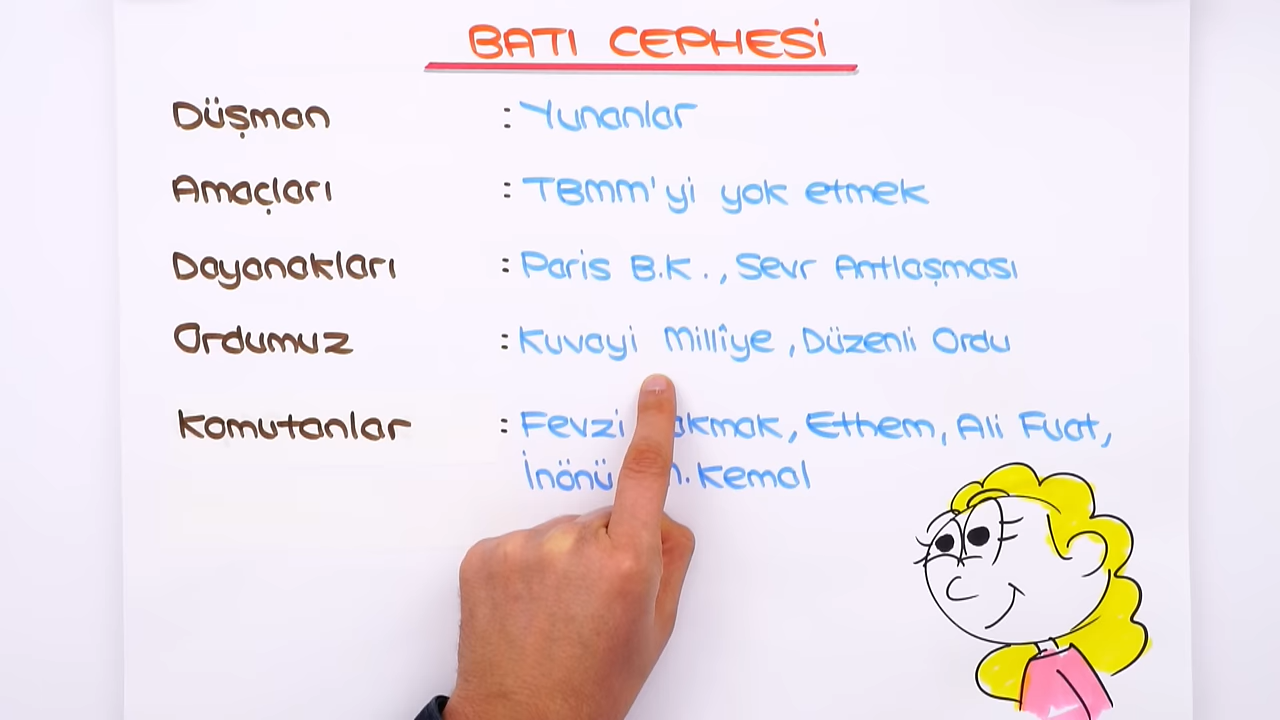 BATI CEPHESİ
Düşman : Yunanlar
Amaçları : TBMM'yi yok etmek
Dayanakları : Paris B.K., Sevr Antlaşması
Ordumuz : Kuvayi Millîye, Düzenli Ordu
Komutanlar : Fevzi Ethem, Ali Fuat,
İnönü Kemal